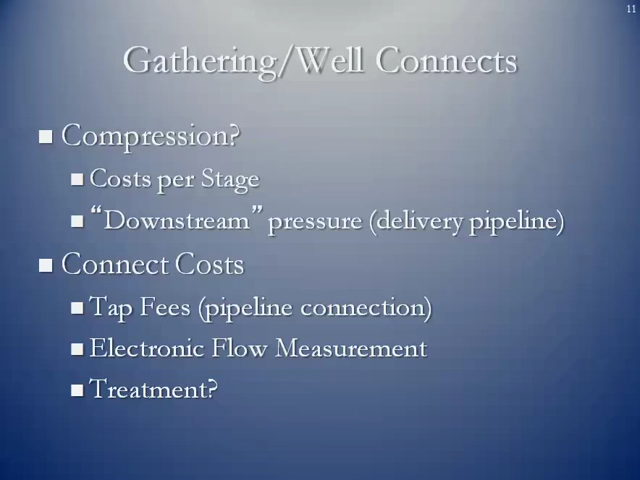 11
Gathering/Well Connects
Compression?
Costs per Stage
“Downstream” pressure (delivery pipeline)
Connect Costs
Tap Fees (pipeline connection)
Electronic Flow Measurement
Treatment?